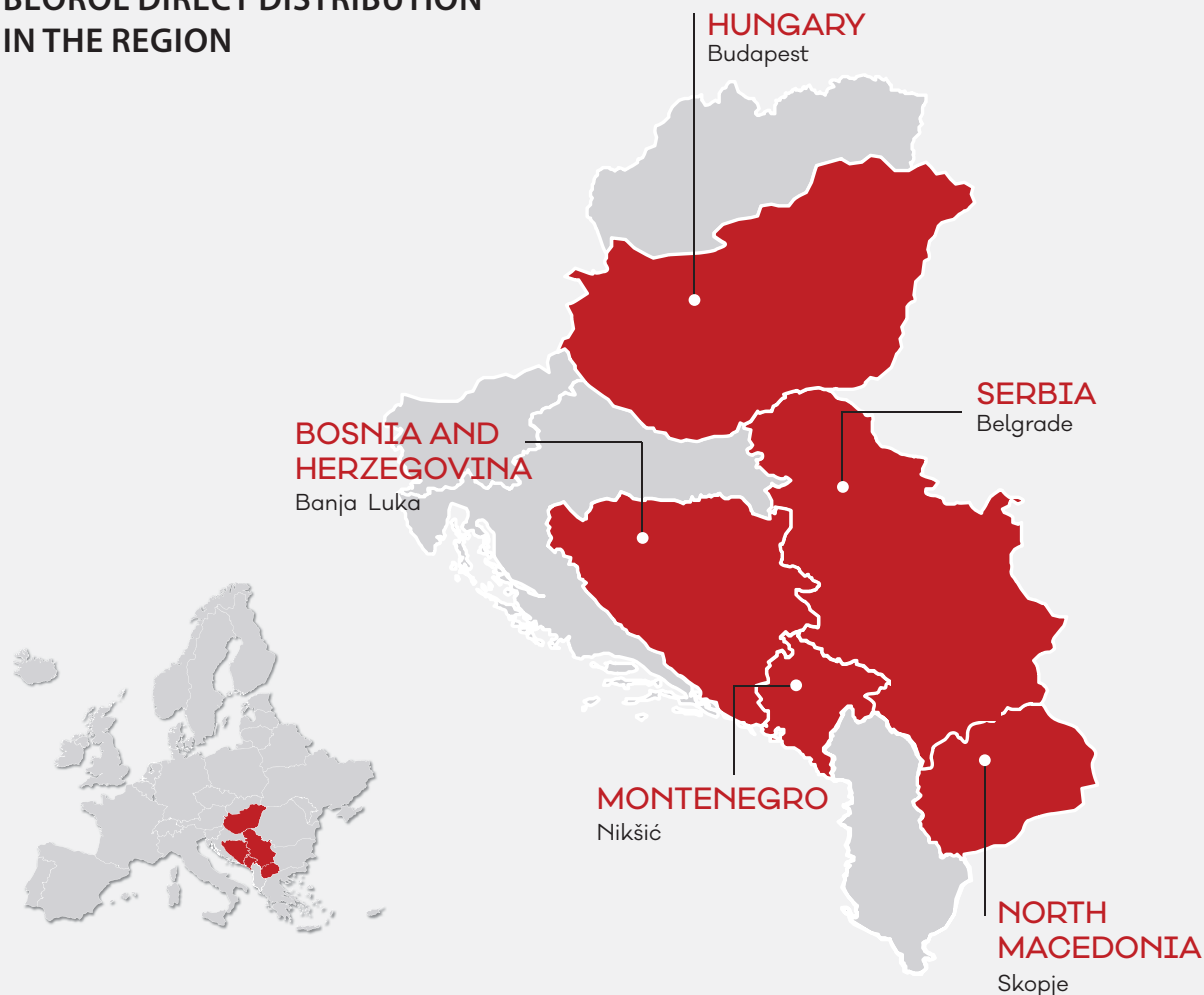 BEOROL DIRECT DISTRIBUTION
IN THE REGION
HUNGARY
Budapest
SERBIA
Belgrade
BOSNIA AND
HERZEGOVINA
Banja Luka
MONTENEGRO
Nikšić
NORTH
MACEDONIA
Skopje